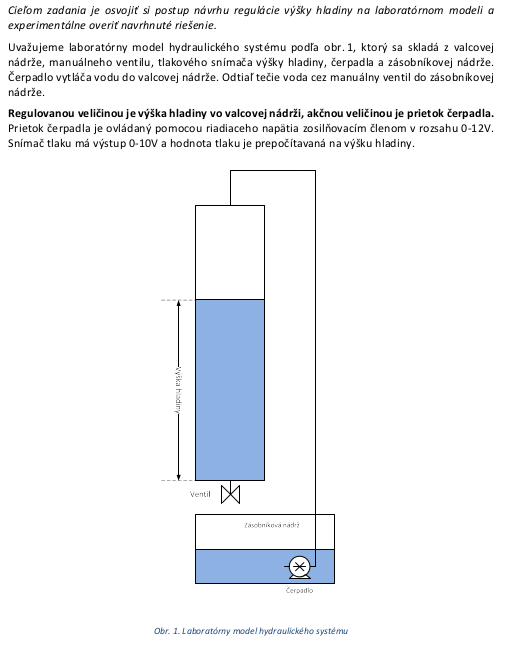 Cieľom zadania je osvojiť si postup návrhu regulácie výšky hladiny na laboratórnom modeli a
experimentálne overiť navrhnuté riešenie.
Uvažujeme laboratórny model hydraulického systému podľa obr. 1, ktorý sa skladá z valcovej
nádrže, manuálneho ventilu, tlakového snímača výšky hladiny, čerpadla a zásobníkovej nádrže.
Čerpadlo vytláča vodu do valcovej nádrže. Odtiaľ tečie voda cez manuálny ventil do zásobníkovej
nádrže.
Regulovanou veličinou je výška hladiny vo valcovej nádrži, akčnou veličinou je prietok čerpadla.
Prietok čerpadla je ovládaný pomocou riadiaceho napätia zosilňovacím členom v rozsahu 0-12V.
Snímač tlaku má výstup 0-10V a hodnota tlaku je prepočítavaná na výšku hladiny.
Výška hladiny
Ventil
Zásobníková nádrž
Čerpadlo
Obr. 1. Laboratórny model hydraulického systému